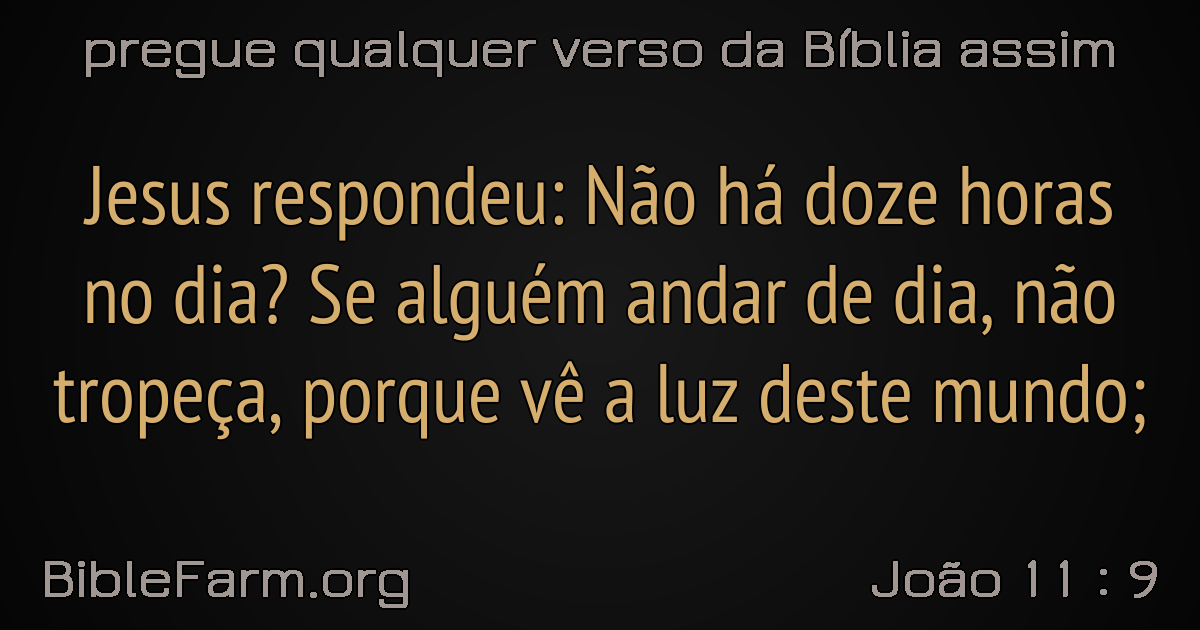 pregue qualquer verso da Bíblia assim
Jesus respondeu: Não há doze horas
no dia? Se alguém andar de dia, não
tropeça, porque vê a luz deste mundo;
BibleFarm.org
João 11 : 9